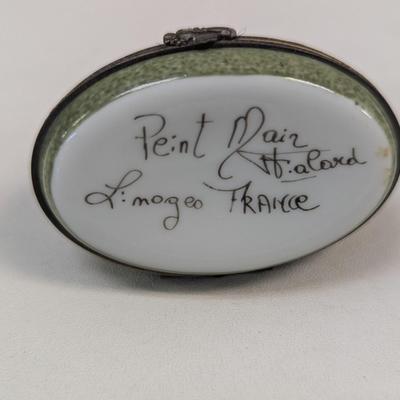 Peint Main
Limoges FRANCE